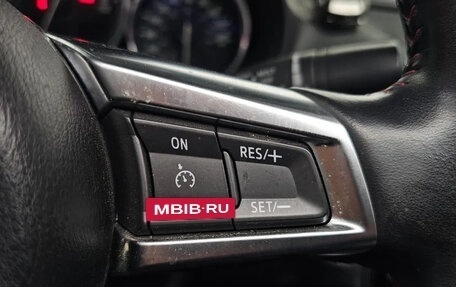 ON
RES/+
MBIB-RU
SET/—